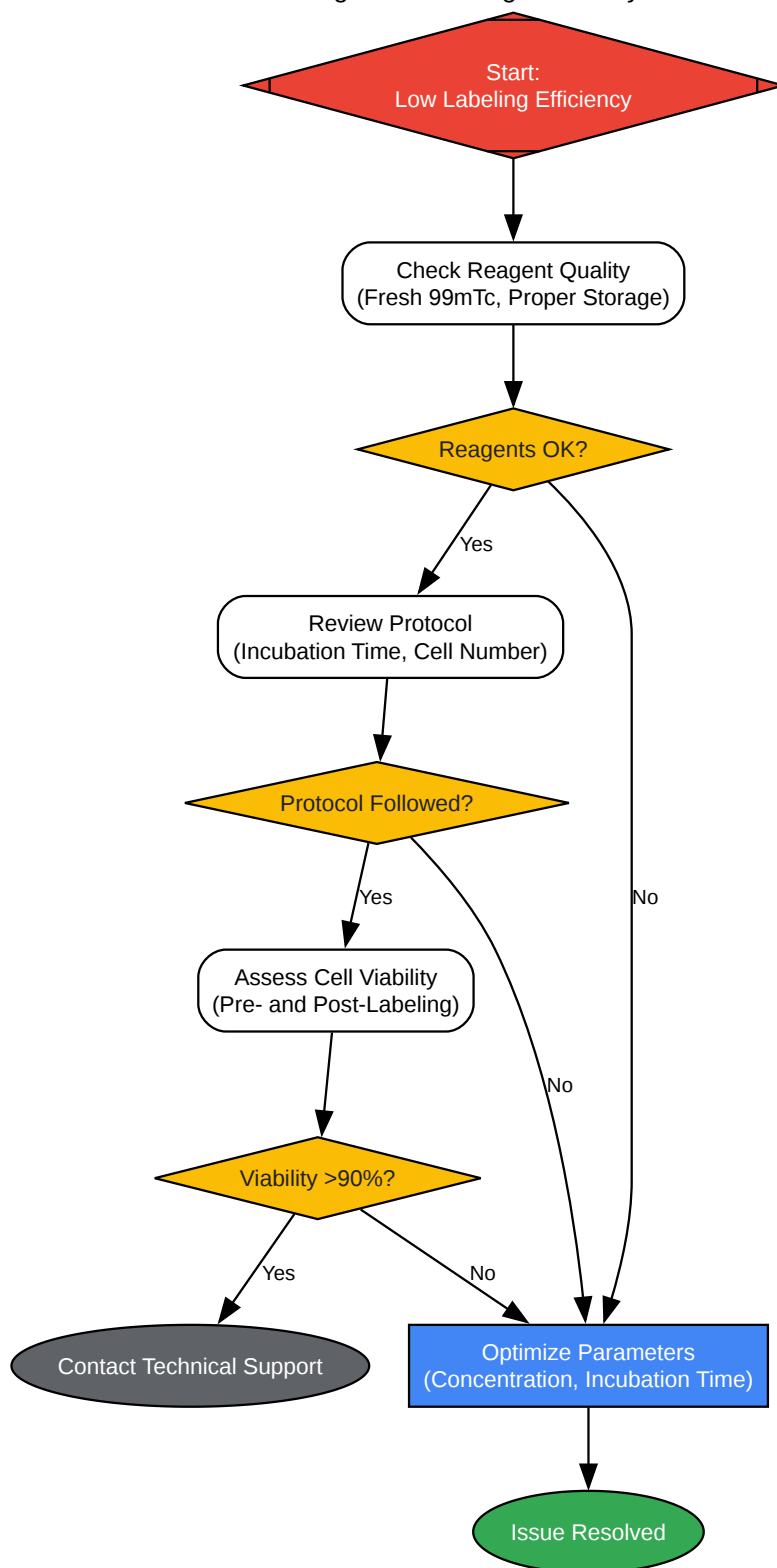 Start:
Low Labeling Efficiency
Check Reagent Quality
(Fresh 99mTc, Proper Storage)
Reagents OK?
Yes
Review Protocol
(Incubation Time, Cell Number)
Protocol Followed?
Yes
No
Assess Cell Viability
(Pre- and Post-Labeling)
No
Viability >90%?
Yes
No
Contact Technical Support
Optimize Parameters
(Concentration, Incubation Time)
Issue Resolved